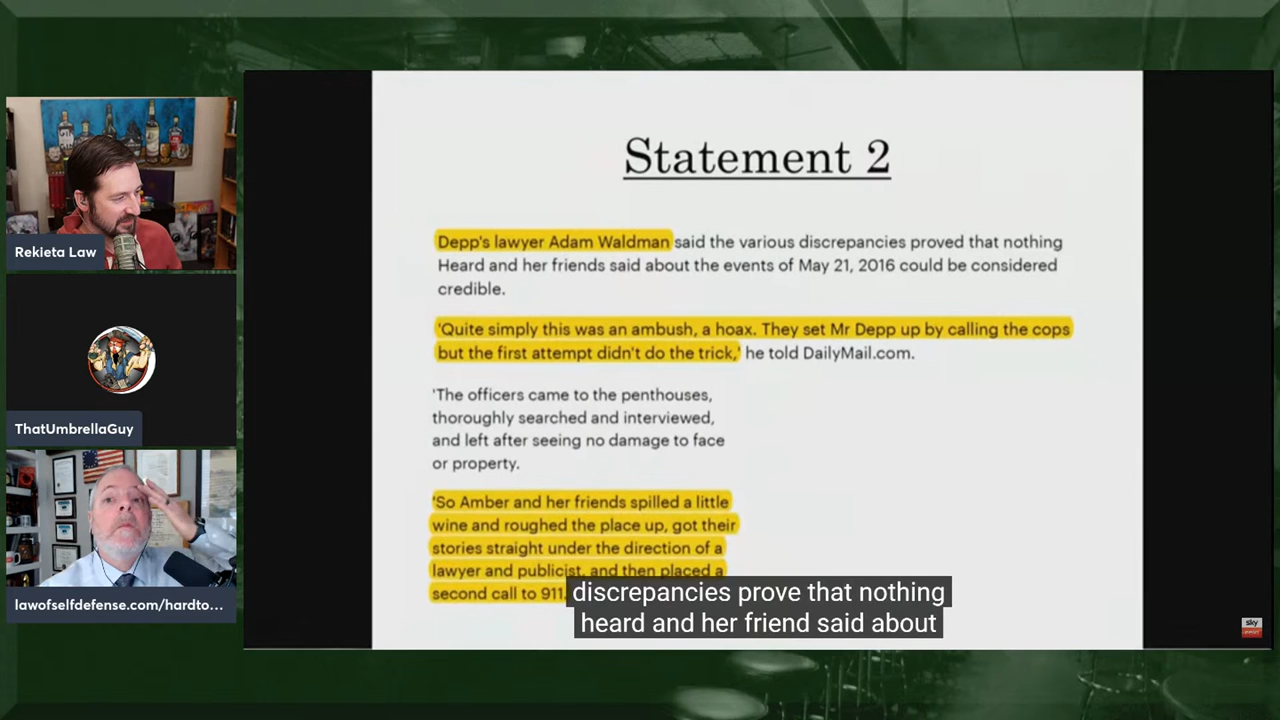 Statement 2
Depp's lawyer Adam Waldman said the various discrepancies proved that nothing
Heard and her friends said about the events of May 21, 2016 could be considered
credible.
'Quite simply this was an ambush, a hoax. They set Mr Depp up by calling the cops
but the first attempt didn't do the trick,' he told DailyMail.com.
'The officers came to the penthouses,
thoroughly searched and interviewed,
and left after seeing no damage to face
or property.
'So Amber and her friends spilled a little
wine and roughed the place up, got their
stories straight under the direction of a
lawyer and publicist, and then placed a
second call to 911.
discrepancies prove that nothing
heard and her friend said about
Rekieta Law
ThatUmbrellaGuy
lawofselfdefense.com/hardto...
sky